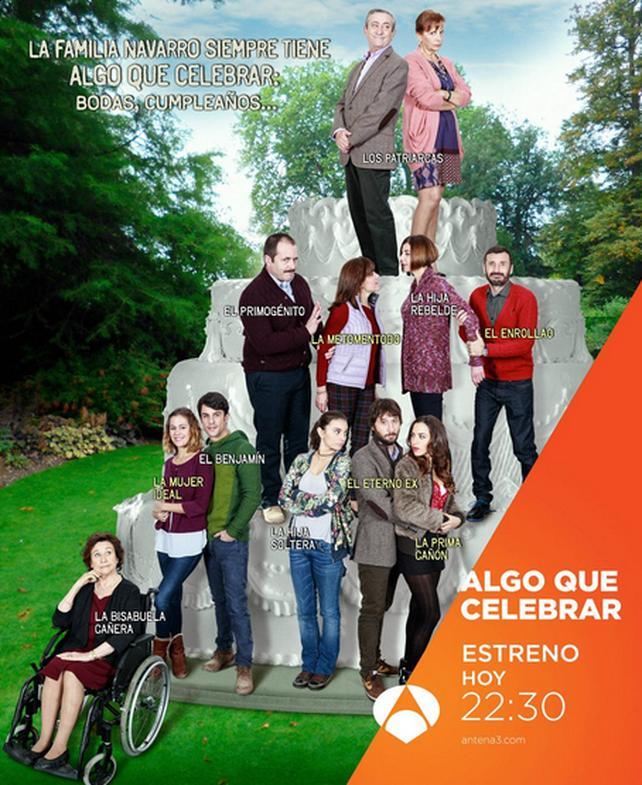 LA FAMILIA NAVARRO SIEMPRE TIENE
ALGO QUE CELEBRAR:
BODAS, CUMPLEAÑOS...
LOS PATRIARCAS
EL PRIMOGÉNITO
LA METOMENTODO
LA HIJA
REBELDE
EL ENROLLAO
EL BENJAMÍN
LA MUJER
IDEAL
EL ETERNO EX
LA HIJA
SOLTERA
LA PRIMA
CAÑÓN
LA BISABUELA
CAÑERA
ALGO QUE
CELEBRAR
ESTRENO
HOY
22:30
antena3.com